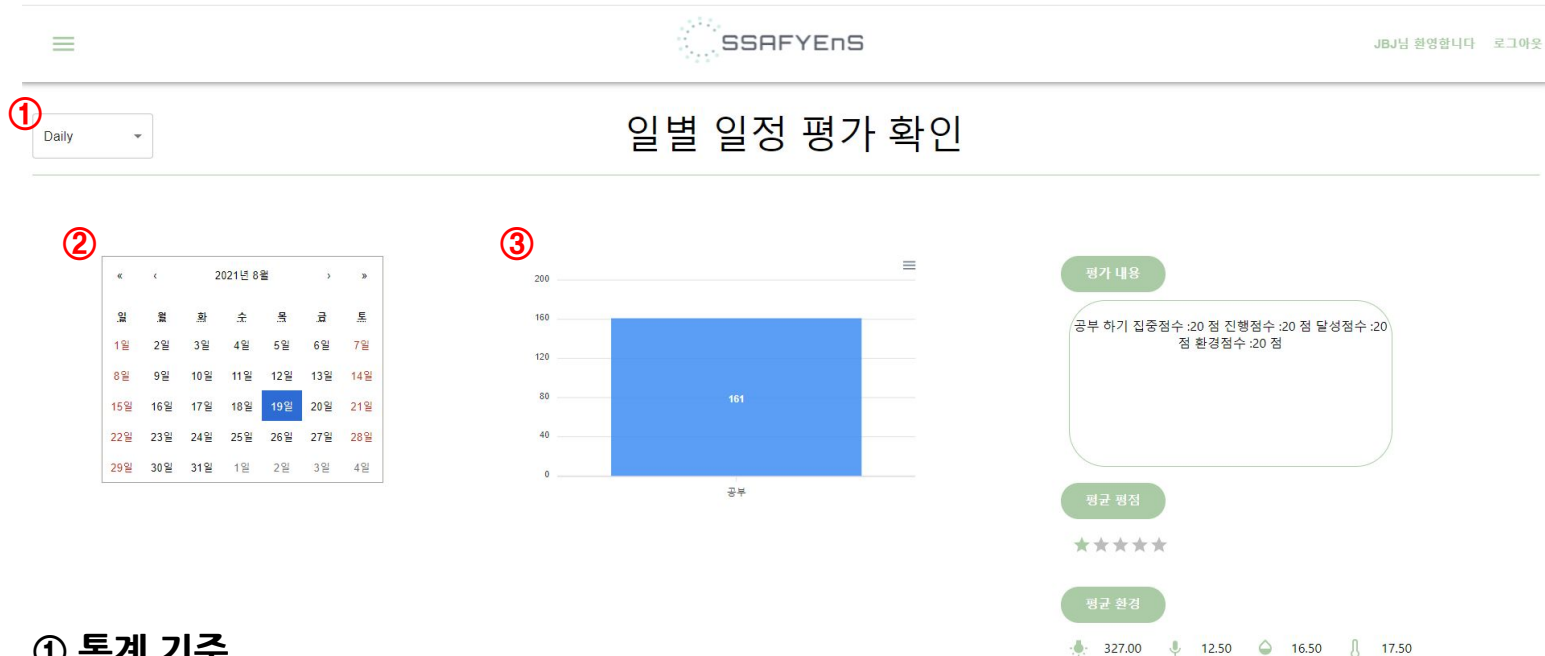 SSAFYEnS
JBJ님 환영합니다 로그아웃
①
Daily
일별 일정 평가 확인
②
« ‹ 2021년 8월 › »
일 월 화 수 목 금 토
1일 2일 3일 4일 5일 6일 7일
8일 9일 10일 11일 12일 13일 14일
15일 16일 17일 18일 19일 20일 21일
22일 23일 24일 25일 26일 27일 28일
29일 30일 31일 1일 2일 3일 4일
③
200
160
120
80
40
0
161
공부
평가 내용
공부 하기 집중점수 :20 점 진행점수 :20 점 달성점수 :20
점 환경점수 :20 점
평균 평점
평균 환경
327.00 12.50 16.50 17.50
① 통계 기준